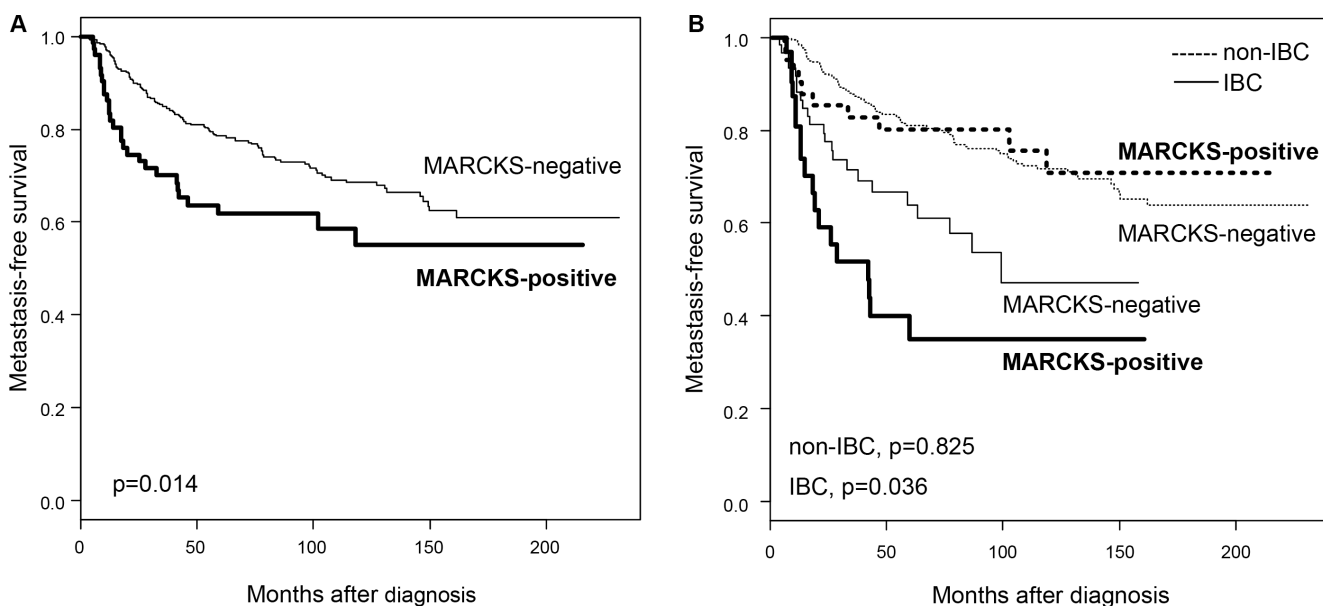 A
Metastasis-free survival
1.0
0.8
0.6
0.4
0.2
0.0
MARCKS-negative
MARCKS-positive
p=0.014
0 50 100 150 200
Months after diagnosis
B
Metastasis-free survival
1.0
0.8
0.6
0.4
0.2
0.0
non-IBC
IBC
MARCKS-positive
MARCKS-negative
MARCKS-negative
MARCKS-positive
non-IBC, p=0.825
IBC, p=0.036
0 50 100 150 200
Months after diagnosis